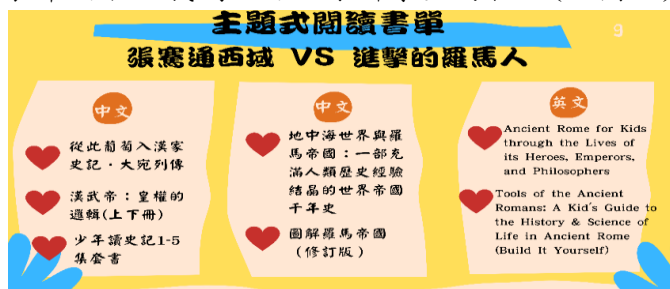 主題式閱讀書單
9
張騫通西域 VS 進擊的羅馬人
中文
從此葡萄入漢家
史記·大宛列傳
漢武帝:皇權的
邏輯(上下冊)
少年讀史記1-5
集套書
中文
地中海世界與羅
馬帝國:一部充
滿人類歷史經驗
結晶的世界帝國
千年史
圖解羅馬帝國
(修訂版)
英文
Ancient Rome for Kids
through the Lives of
its Heroes, Emperors,
and Philosophers
Tools of the Ancient
Romans: A Kid's Guide to
the History & Science of
Life in Ancient Rome
(Build It Yourself)